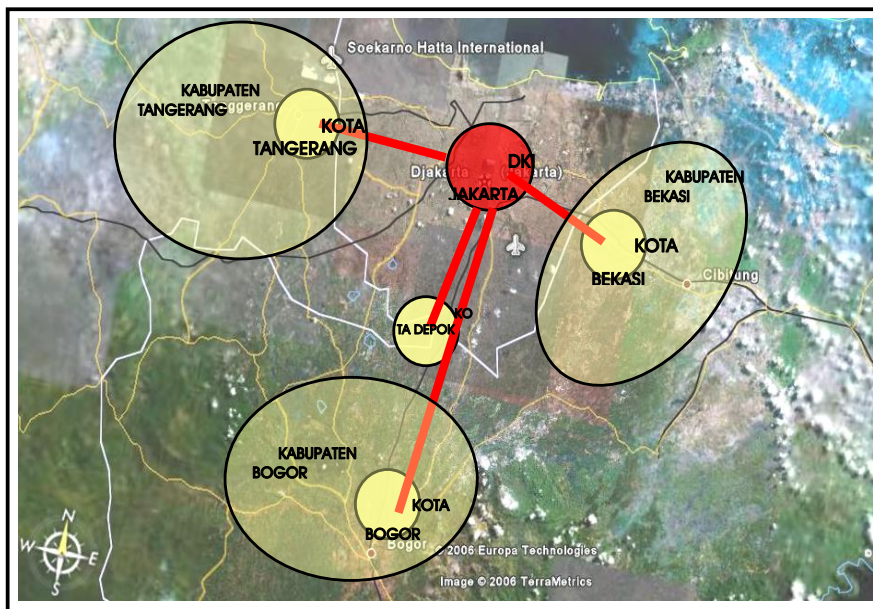 Soekarno Hatta International
KABUPATEN
TANGERANG
KOTA
TANGERANG
DKI
Djakarta (Jakarta)
JAKARTA
KABUPATEN
BEKASI
KOTA
BEKASI
Cibitung
KO
TA DEPOK
KABUPATEN
BOGOR
KOTA
BOGOR
Bogor
© 2006 Europa Technologies
Image © 2006 TerraMetrics
N
W
E
S